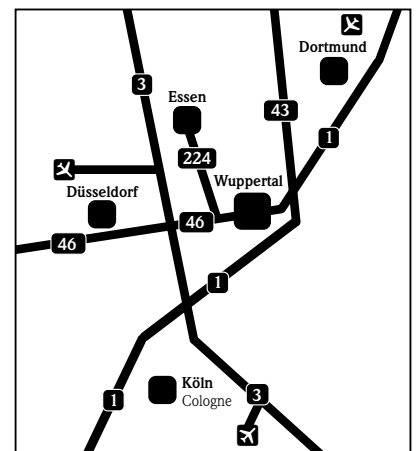 Dortmund
3
Essen
43
1
224
Wuppertal
Düsseldorf
46
46
1
Köln
Cologne
3
1